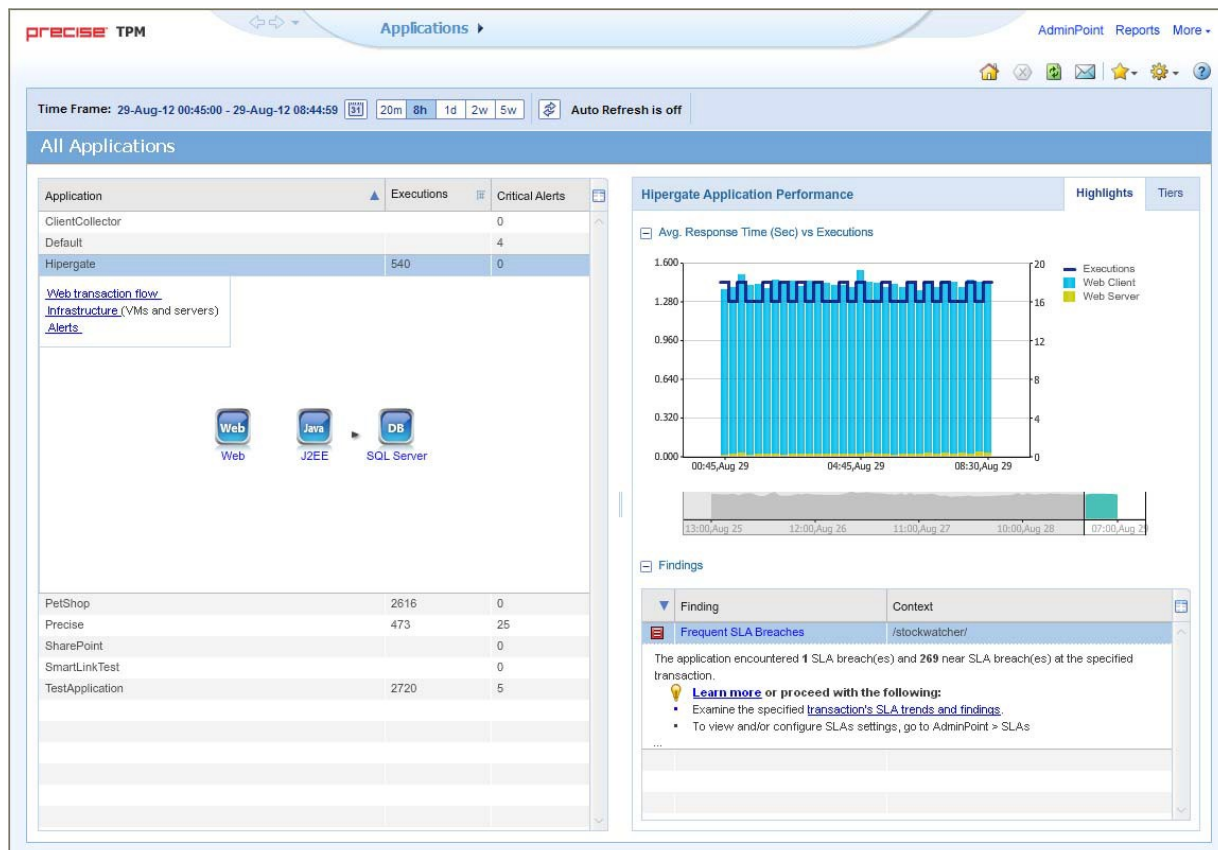 precise TPM
Applications
AdminPoint Reports More
Time Frame: 29-Aug-12 00:45:00 - 29-Aug-12 08:44:59 31 20m 8h 1d 2w 5w Auto Refresh is off
All Applications
Application Executions Critical Alerts
ClientCollector 0
Default 4
Hipergate 540 0
Web transaction flow
Infrastructure (VMs and servers)
Alerts
Web Java DB
Web J2EE SQL Server
PetShop 2616 0
Precise 473 25
SharePoint 0
SmartLinkTest 0
TestApplication 2720 5
Hipergate Application Performance Highlights Tiers
Avg. Response Time (Sec) vs Executions
1.600 20
1.280 16
0.960 12
0.640 8
0.320 4
0.000 0
00:45,Aug 29 04:45,Aug 29 08:30,Aug 29
Executions
Web Client
Web Server
13:00,Aug 25 12:00,Aug 26 11:00,Aug 27 10:00,Aug 28 07:00,Aug 29
Findings
Finding Context
Frequent SLA Breaches /stockwatcher/
The application encountered 1 SLA breach(es) and 269 near SLA breach(es) at the specified
transaction.
Learn more or proceed with the following:
▪ Examine the specified transaction's SLA trends and findings.
▪ To view and/or configure SLAs settings, go to AdminPoint > SLAs
...